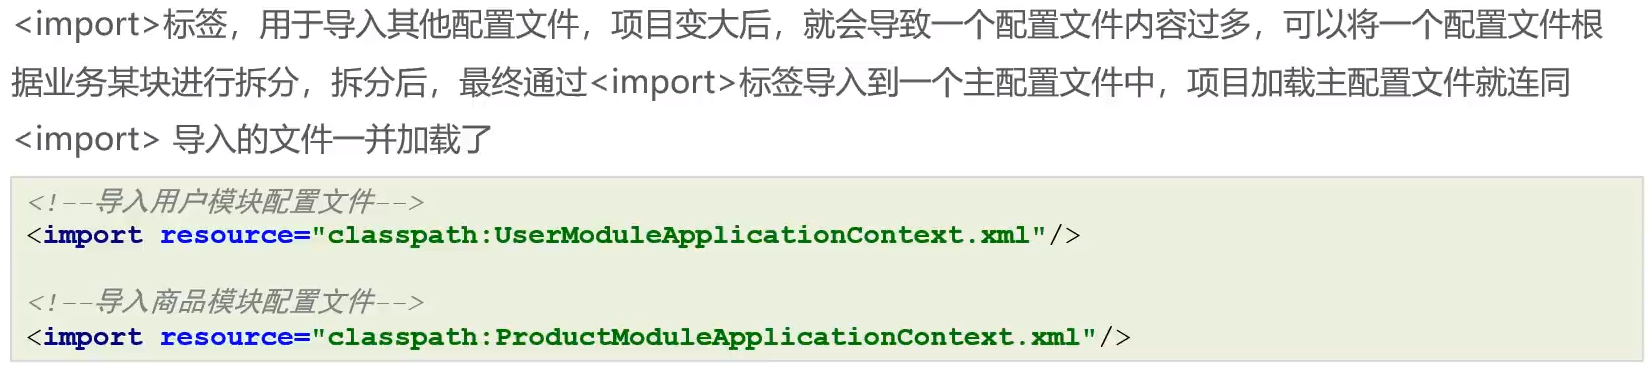 <import>标签，用于导入其他配置文件，项目变大后，就会导致一个配置文件内容过多，可以将一个配置文件根
据业务某块进行拆分，拆分后，最终通过<import>标签导入到一个主配置文件中，项目加载主配置文件就连同
<import> 导入的文件一并加载了
<!--导入用户模块配置文件-->
<import resource="classpath:UserModuleApplicationContext.xml"/>
<!--导入商品模块配置文件-->
<import resource="classpath:ProductModuleApplicationContext.xml"/>